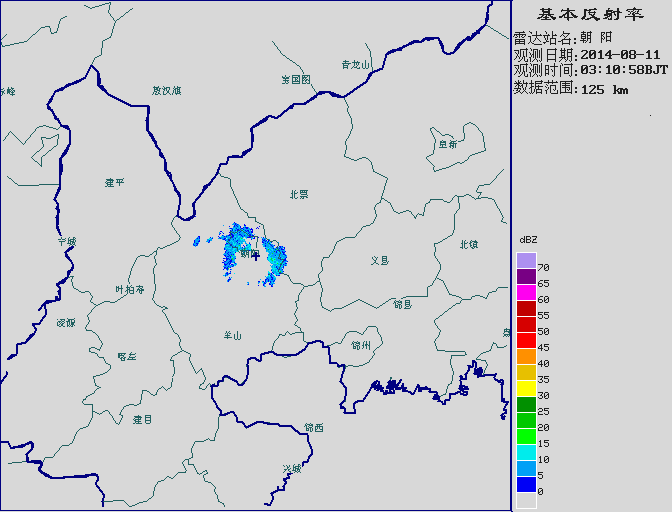 基本反射率
雷达站名:朝 阳
观测日期:2014-08-11
观测时间:03:10:58BJT
数据范围:125 km
青龙山
宝国图
敖汉旗
赤峰
阜新
建平
北票
宁城
朝阳
义县
北镇
叶柏寿
锦县
凌源
羊山
锦州
喀左
建昌
锦西
兴城
dBZ
70
65
60
55
50
45
40
35
30
25
20
15
10
5
0